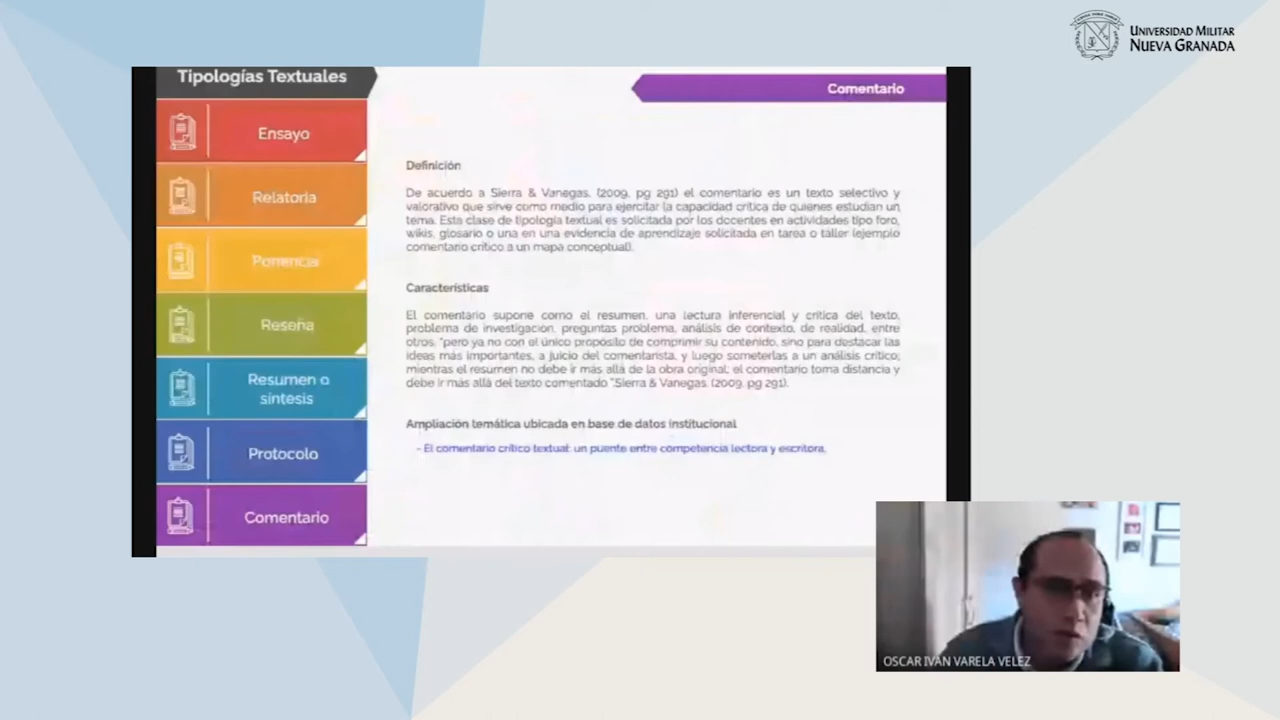 UNIVERSIDAD MILITAR
NUEVA GRANADA
Tipologías Textuales
Ensayo
Relatoria
Ponencia
Reseña
Resumen o
síntesis
Protocolo
Comentario
Comentario
Definición
De acuerdo a Sierra & Vanegas, (2009, pg 291) el comentario es un texto selectivo y
valorativo que sirve como medio para ejercitar la capacidad crítica de quienes estudian un
tema. Esta clase de tipología textual es solicitada por los docentes en actividades tipo foro,
wikis, glosario o una en una evidencia de aprendizaje solicitada en tarea o taller (ejemplo
comentario crítico a un mapa conceptual).
Características
El comentario supone como el resumen, una lectura inferencial y crítica del texto,
problema de investigación, preguntas problema, análisis de contexto, de realidad, entre
otros, "pero ya no con el único propósito de comprimir su contenido, sino para destacar las
ideas más importantes, a juicio del comentarista, y luego someterlas a un análisis crítico;
mientras el resumen no debe ir más allá de la obra original, el comentario toma distancia y
debe ir más allá del texto comentado "Sierra & Vanegas, (2009, pg 291).
Ampliación temática ubicada en base de datos institucional
- El comentario crítico textual: un puente entre competencia lectora y escritora.
OSCAR IVAN VARELA VELEZ